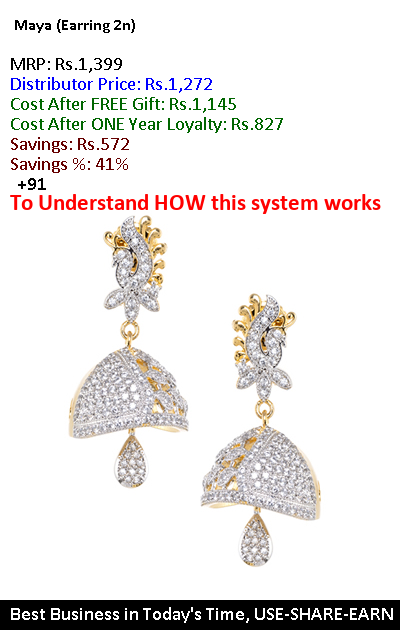 Maya (Earring 2n)
MRP: Rs.1,399
Distributor Price: Rs.1,272
Cost After FREE Gift: Rs.1,145
Cost After ONE Year Loyalty: Rs.827
Savings: Rs.572
Savings %: 41%
+91
To Understand HOW this system works
Best Business in Today's Time, USE-SHARE-EARN